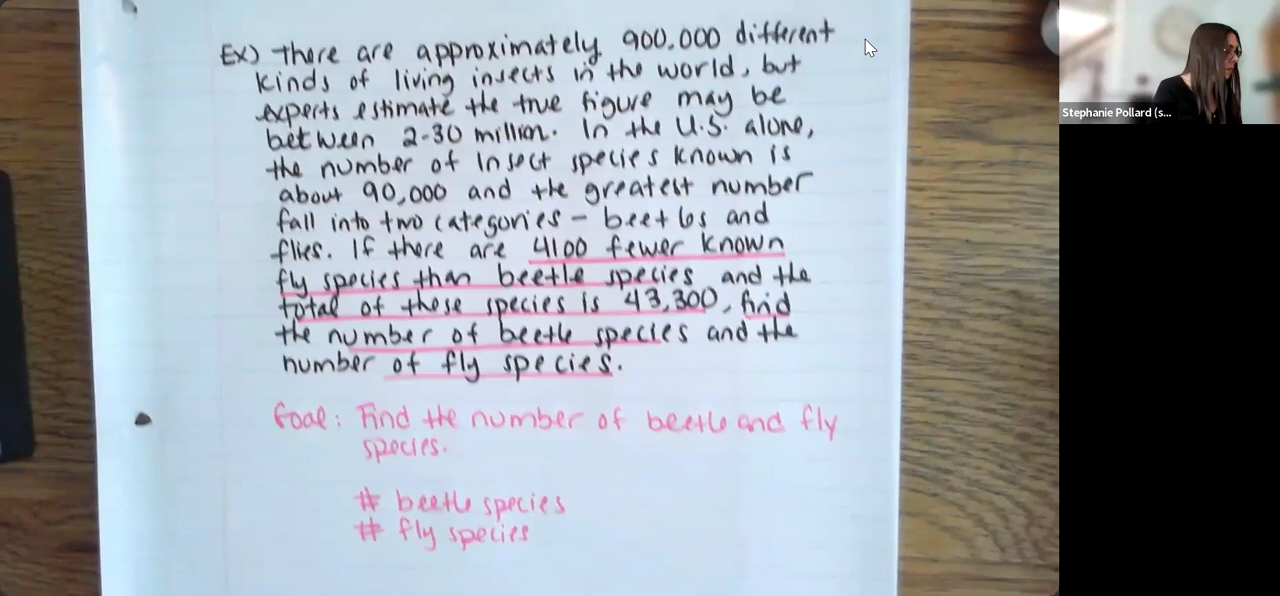 Ex) There are approximately 900,000 different
kinds of living insects in the world, but
experts estimate the true figure may be
between 2-30 million. In the U.S. alone,
the number of insect species known is
about 90,000 and the greatest number
fall into two categories - beetles and
flies. If there are 4100 fewer known
fly species than beetle species and the
total of these species is 43,300, find
the number of beetle species and the
number of fly species.
Goal: Find the number of beetle and fly
species.
# beetle species
# fly species
Stephanie Pollard (s...